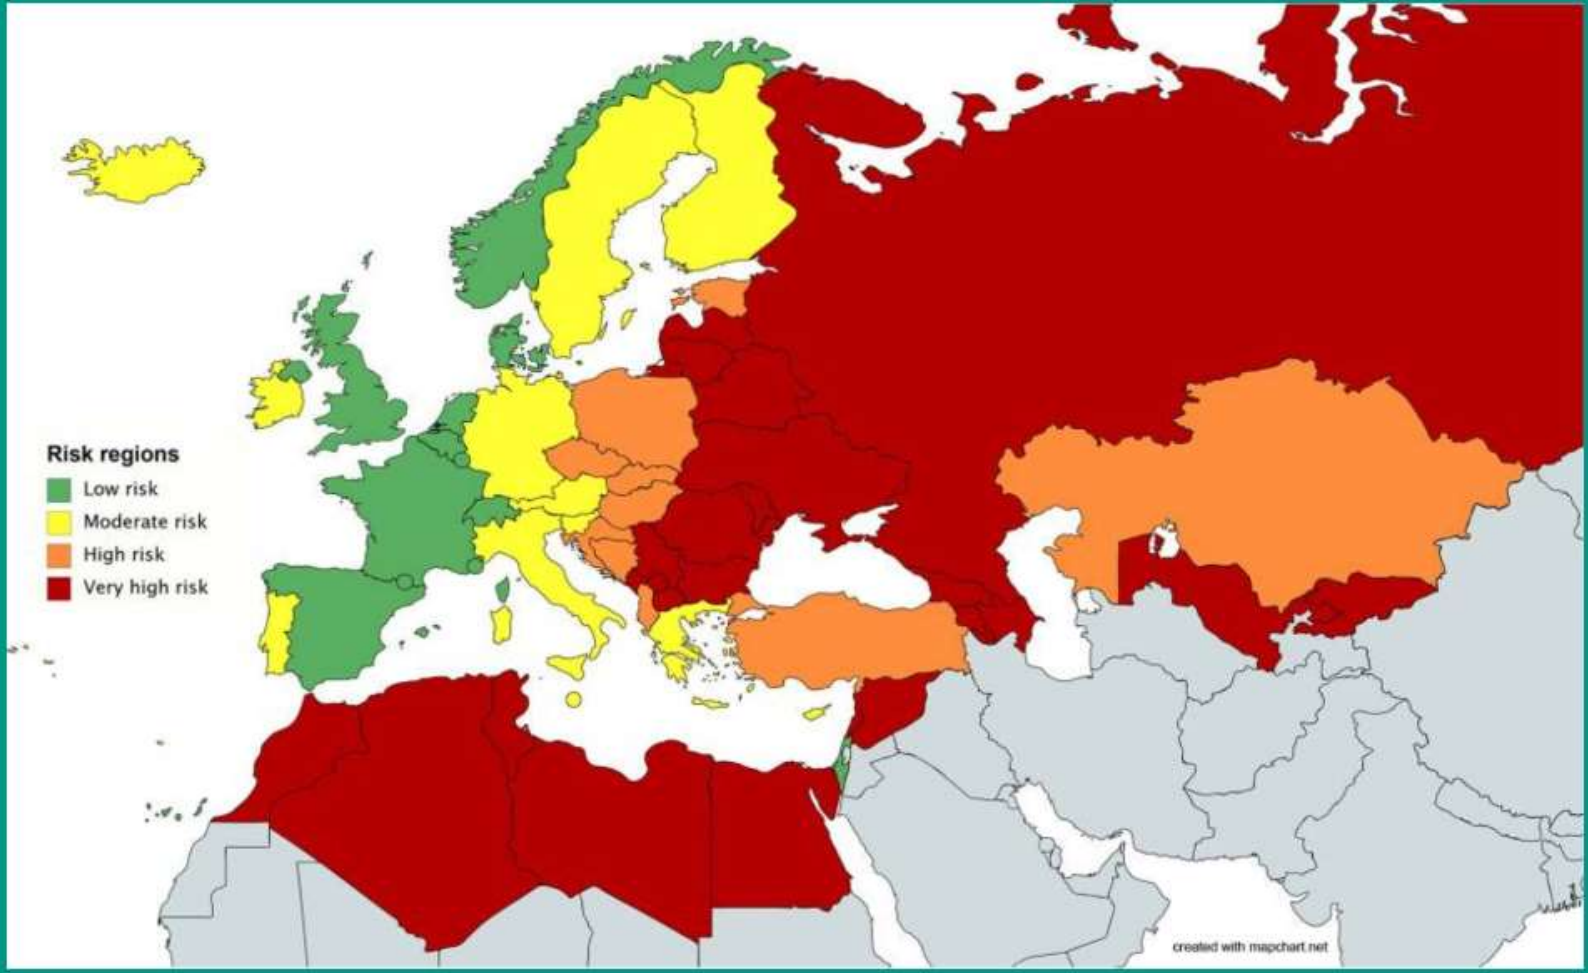 Risk regions
Low risk
Moderate risk
High risk
Very high risk
created with mapchart.net